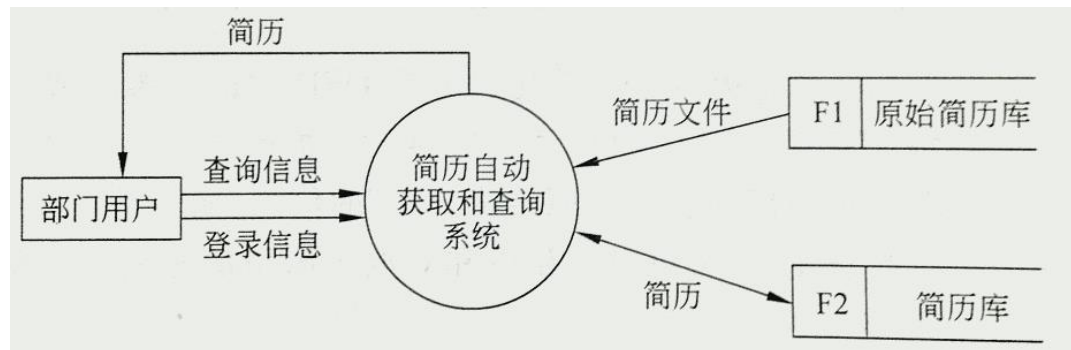 简历
简历文件
F1 原始简历库
查询信息
简历自动
获取和查询
系统
部门用户
登录信息
简历
F2 简历库